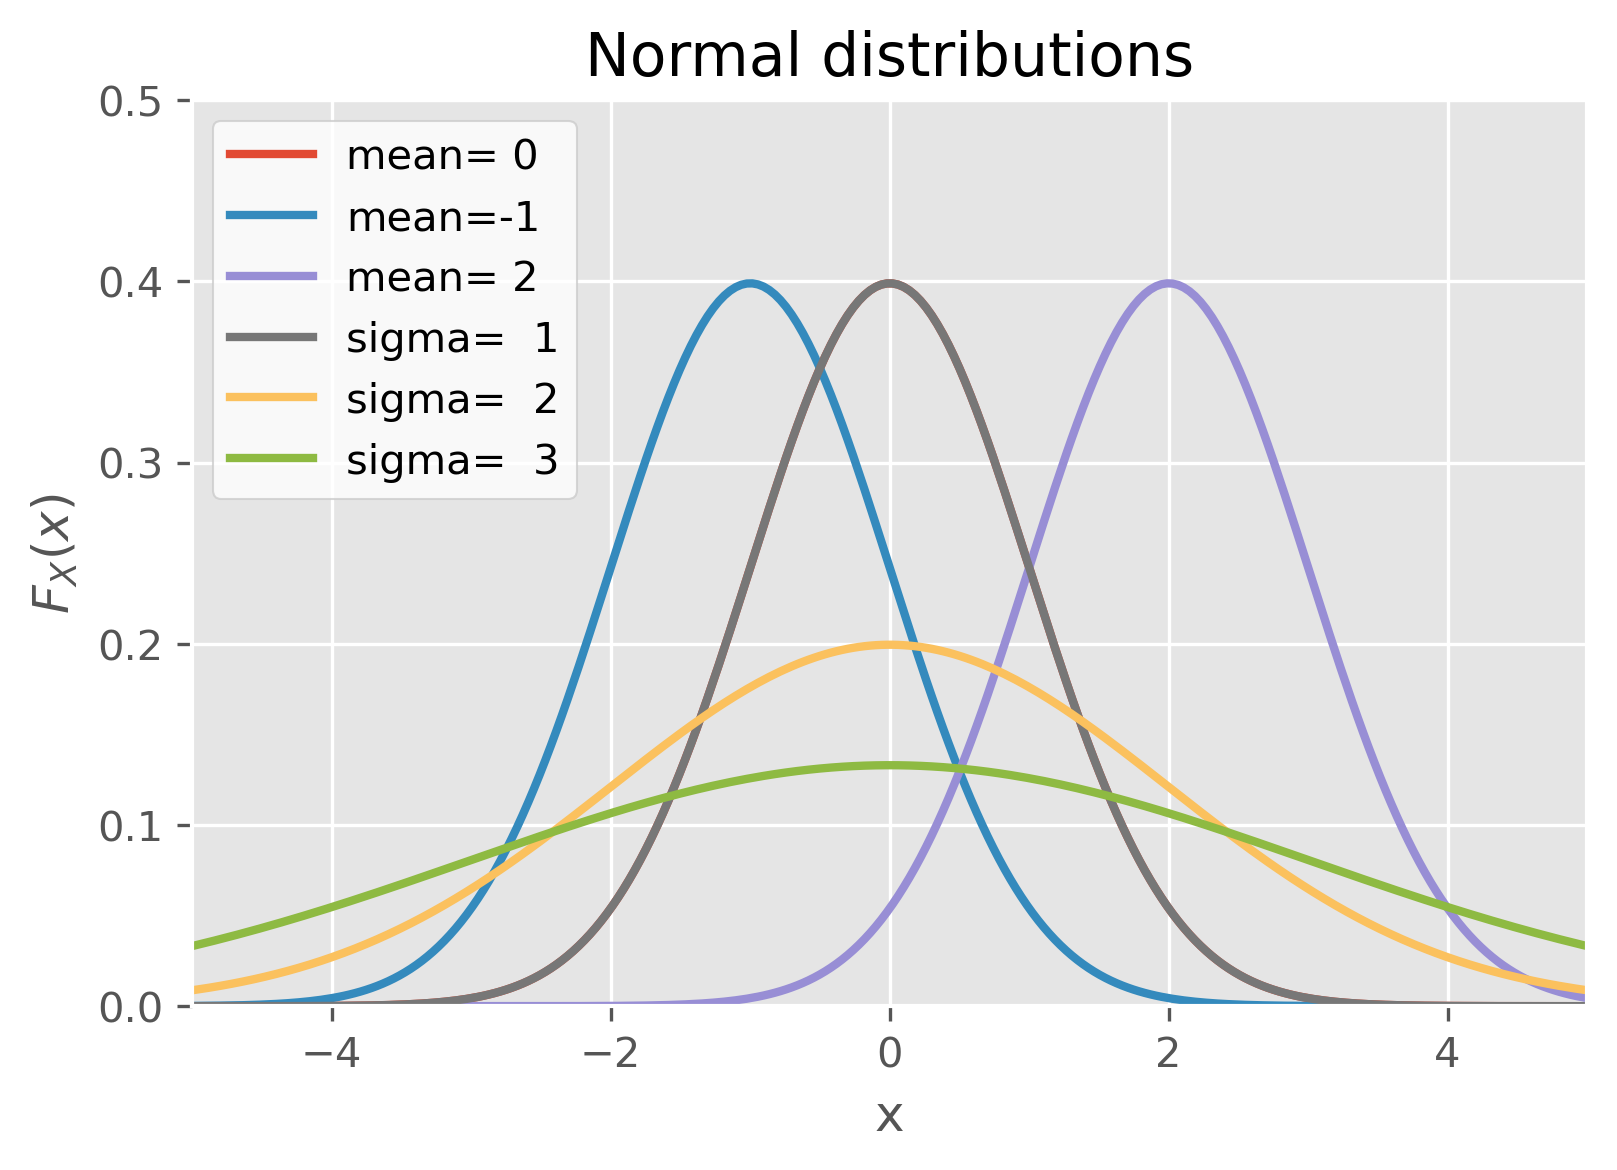 Normal distributions
0.5
mean= 0
mean=-1
mean= 2
sigma=  1
sigma=  2
sigma=  3
0.4
0.3
0.2
0.1
0.0
F_X(x)
−4 −2 0 2 4
x